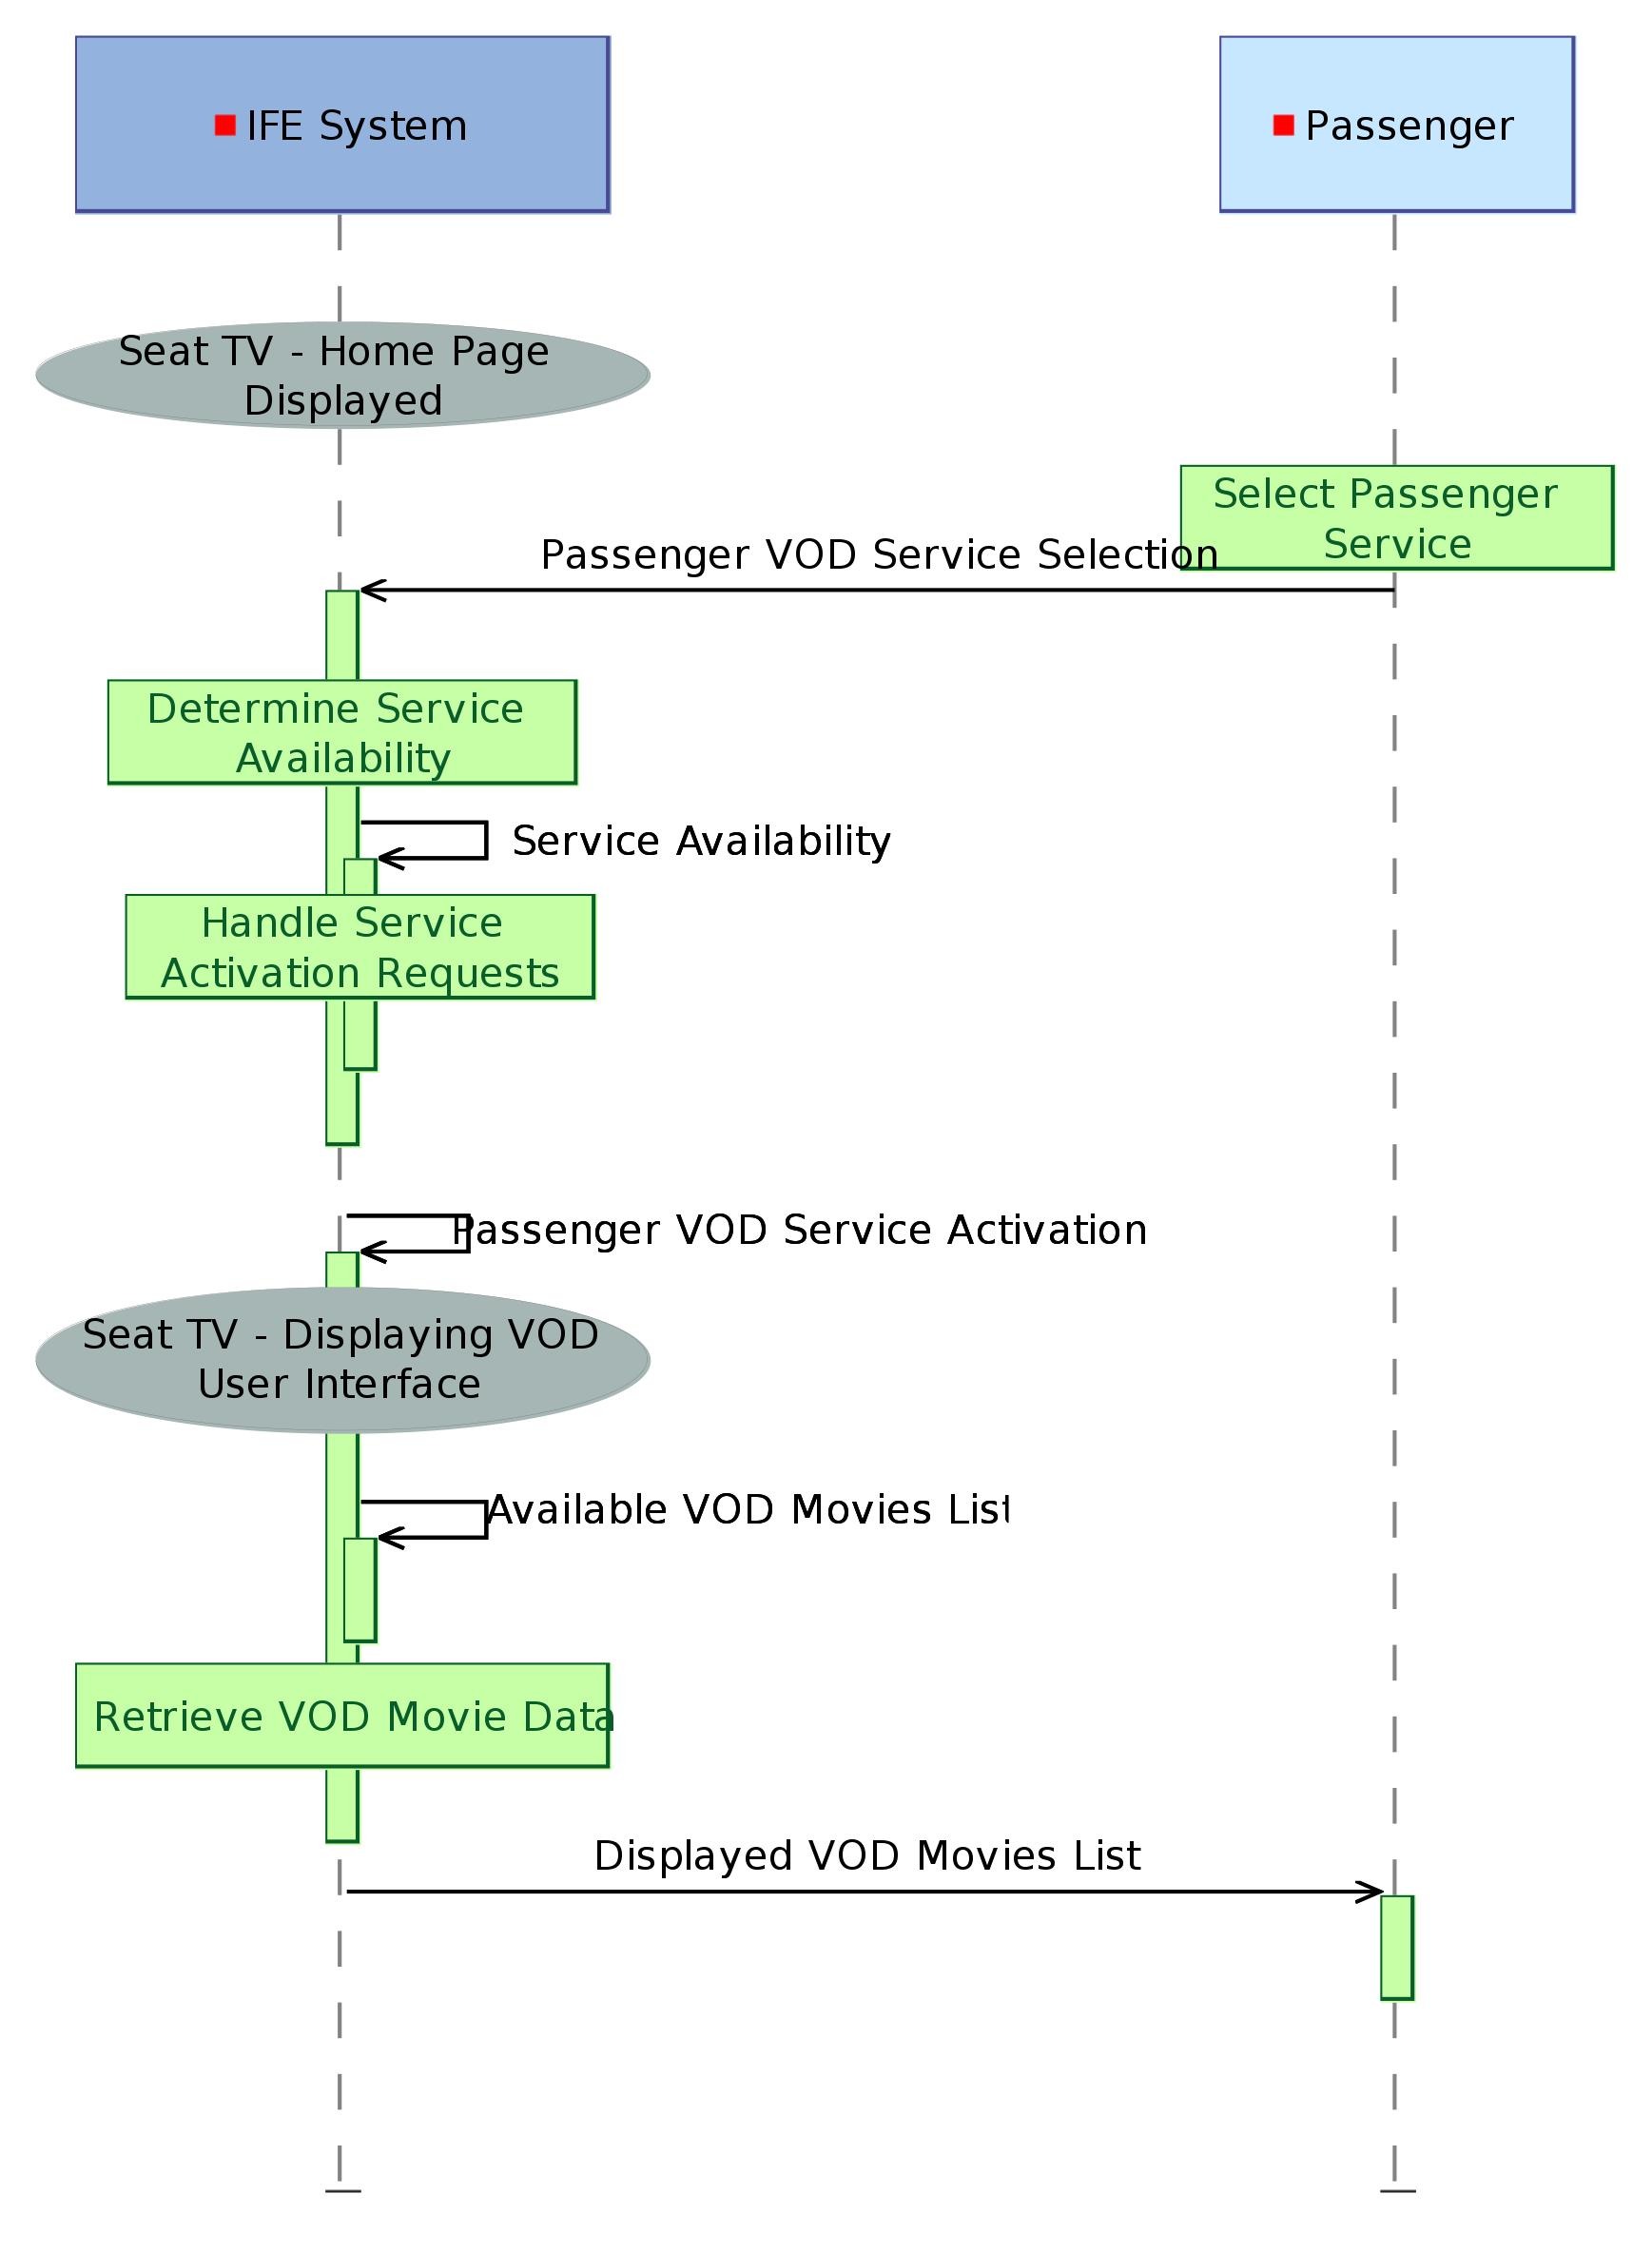 IFE System
Passenger
Seat TV - Home Page
Displayed
Select Passenger
Service
Passenger VOD Service Selection
Determine Service
Availability
Service Availability
Handle Service
Activation Requests
Passenger VOD Service Activation
Seat TV - Displaying VOD
User Interface
Available VOD Movies List
Retrieve VOD Movie Data
Displayed VOD Movies List